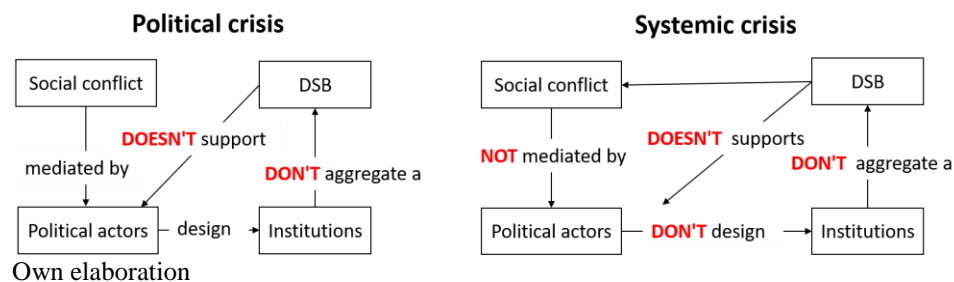 Political crisis
Social conflict
DSB
DOESN'T support
mediated by
DON'T aggregate a
Political actors
design
Institutions
Systemic crisis
Social conflict
DSB
NOT mediated by
DOESN'T supports
DON'T aggregate a
Political actors
DON'T design
Institutions
Own elaboration